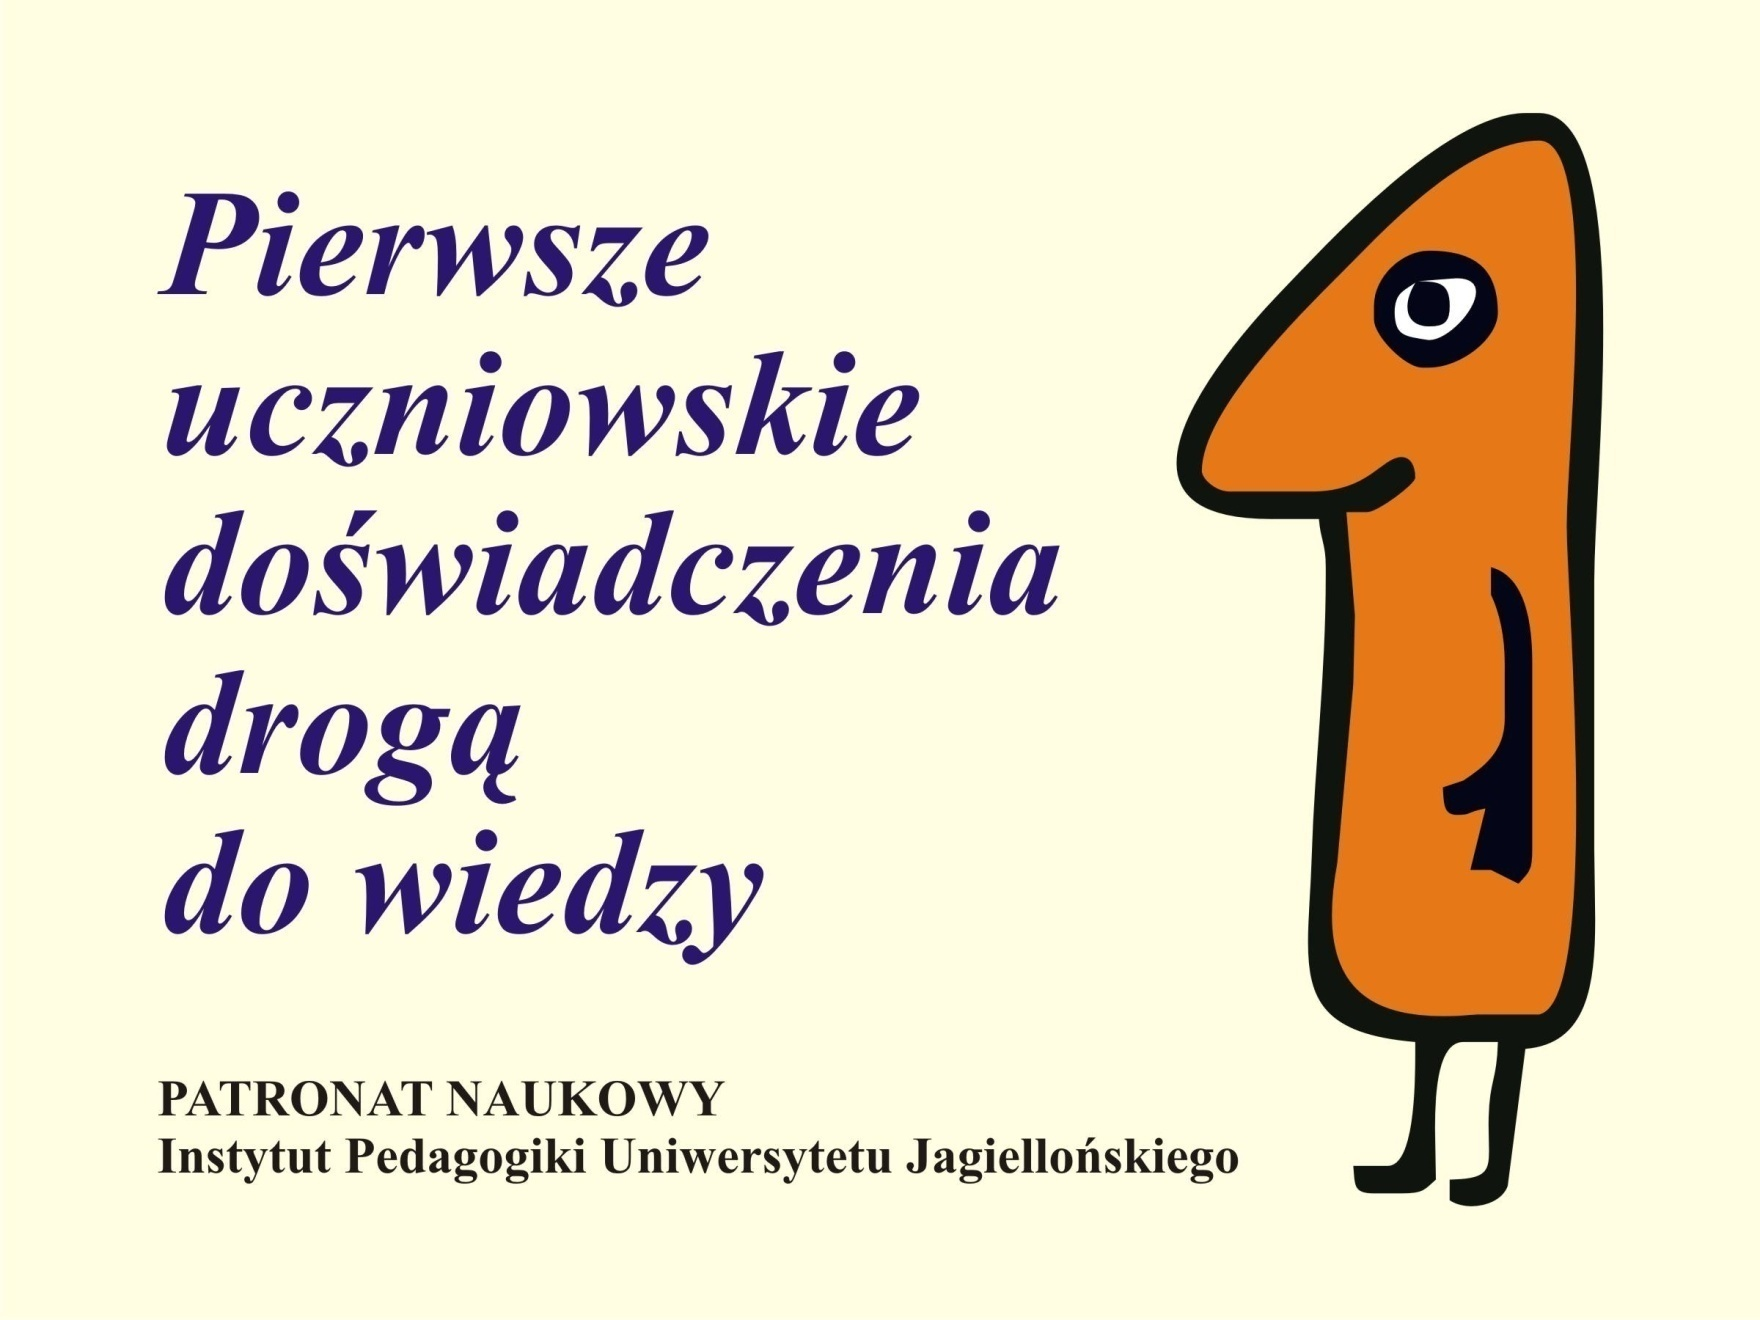 Pierwsze
uczniowskie
doświadczenia
drogą
do wiedzy
PATRONAT NAUKOWY
Instytut Pedagogiki Uniwersytetu Jagiellońskiego